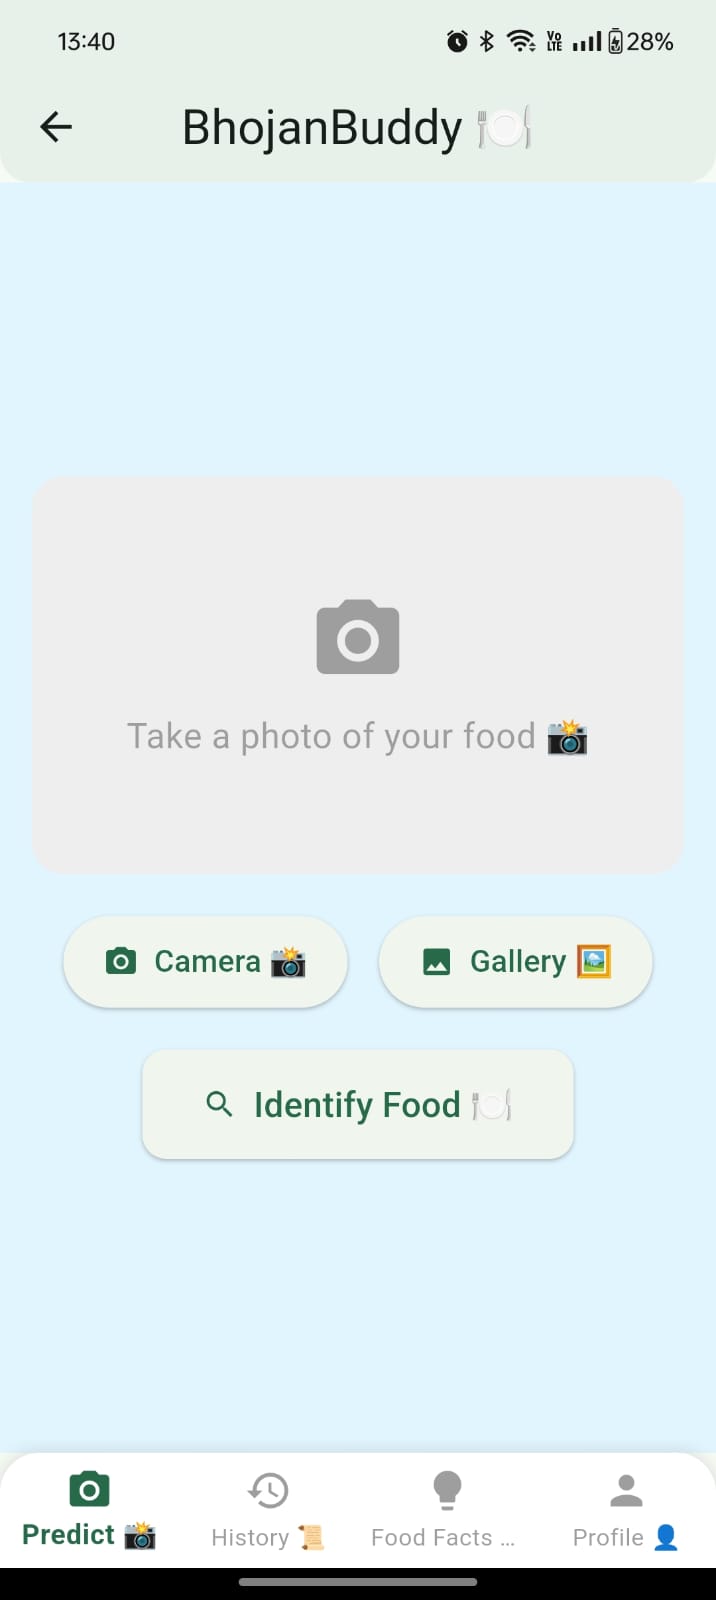 13:40 Vo LTE 28%
BhojanBuddy 🍽️
Take a photo of your food 📸
Camera 📸 Gallery 🖼️
Identify Food 🍽️
Predict 📸 History 📜 Food Facts ... Profile 👤